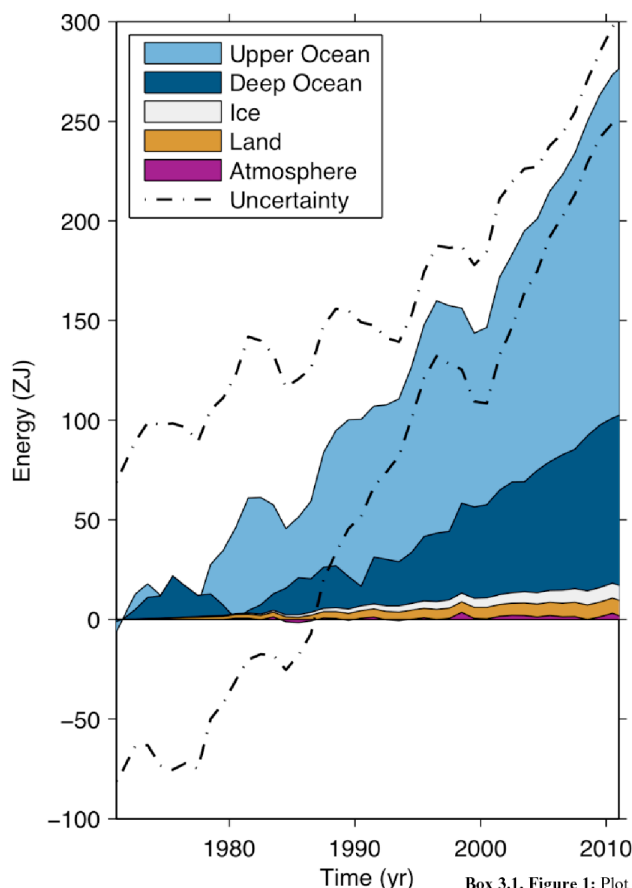 300
250
200
150
100
50
0
−50
−100
Energy (ZJ)
Upper Ocean
Deep Ocean
Ice
Land
Atmosphere
Uncertainty
1980 1990 2000 2010
Time (yr)
Box 3.1, Figure 1: Plot